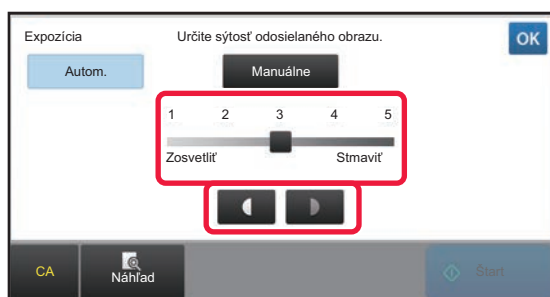 Expozícia Určite sýtosť odosielaného obrazu. OK
Autom. Manuálne
1 2 3 4 5
Zosvetliť Stmaviť
CA Náhľad Štart